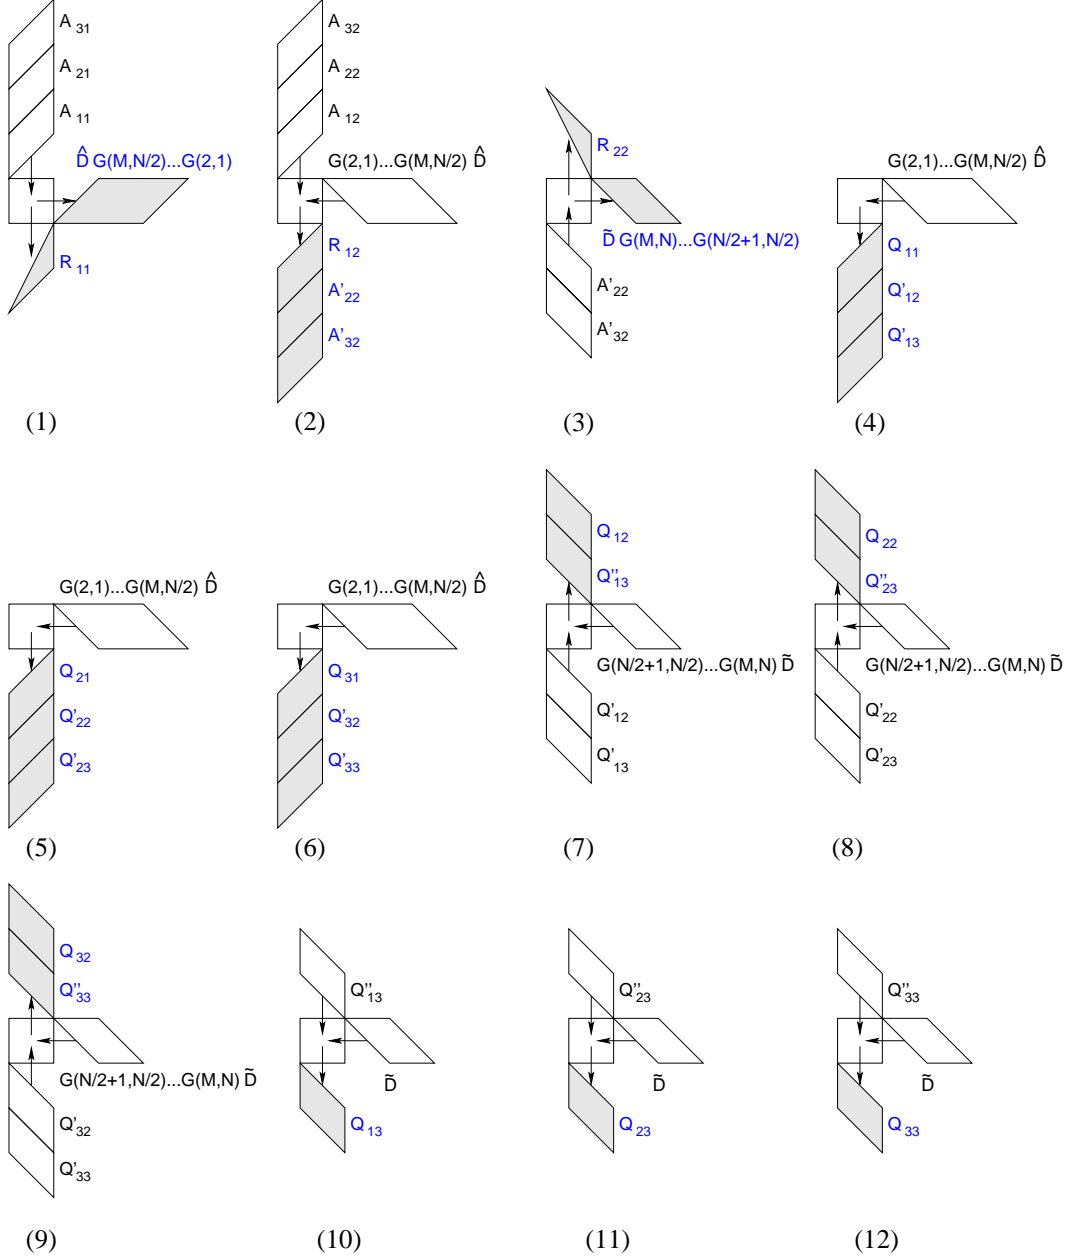 A 31
A 21
A 11
D̂ G(M,N/2)...G(2,1)
R 11
(1)
A 32
A 22
A 12
G(2,1)...G(M,N/2) D̂
R 12
A' 22
A' 32
(2)
R 22
D̃ G(M,N)...G(N/2+1,N/2)
A' 22
A' 32
(3)
G(2,1)...G(M,N/2) D̂
Q 11
Q' 12
Q' 13
(4)
G(2,1)...G(M,N/2) D̂
Q 21
Q' 22
Q' 23
(5)
G(2,1)...G(M,N/2) D̂
Q 31
Q' 32
Q' 33
(6)
Q 12
Q'' 13
G(N/2+1,N/2)...G(M,N) D̃
Q' 12
Q' 13
(7)
Q 22
Q'' 23
G(N/2+1,N/2)...G(M,N) D̃
Q' 22
Q' 23
(8)
Q 32
Q'' 33
G(N/2+1,N/2)...G(M,N) D̃
Q' 32
Q' 33
(9)
Q'' 13
D̃
Q 13
(10)
Q'' 23
D̃
Q 23
(11)
Q'' 33
D̃
Q 33
(12)